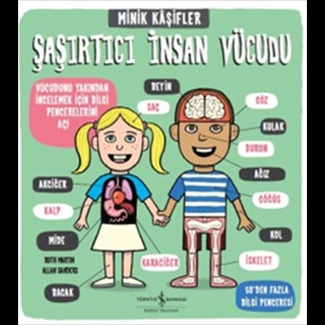 MİNİK KÂŞİFLER
ŞAŞIRTICI İNSAN VÜCUDU
VÜCUDUNU YAKINDAN
İNCELEMEK İÇİN BİLGİ
PENCERELERİNİ
AÇ!
BEYİN
SAÇ
GÖZ
KULAK
BURUN
AĞIZ
GÖĞÜS
KOL
İSKELET
AKCİĞER
KALP
MİDE
KARACİĞER
BACAK
RUTH MARTIN
ALLAN SANDERS
50'DEN FAZLA
BİLGİ PENCERESİ
TÜRKİYE İŞ BANKASI
Kültür Yayınları